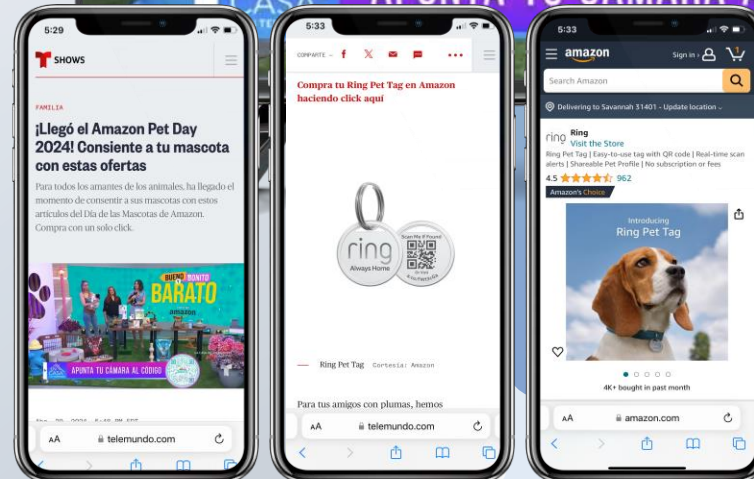 CASA
APUNTA TU CÁMARA A
5:29
SHOWS
FAMILIA
¡Llegó el Amazon Pet Day
2024! Consiente a tu mascota
con estas ofertas
Para todos los amantes de los animales, ha llegado el
momento de consentir a sus mascotas con estos
artículos del Día de las Mascotas de Amazon.
Compra con un solo click.
BUENO BONITO
BARATO
amazon
APUNTA TU CÁMARA AL CÓDIGO
AA telemundo.com
5:33
COMPARTE
Compra tu Ring Pet Tag en Amazon
haciendo click aquí
ring
Always Home
Scan Me If Found
Ring Pet Tag Cortesía: Amazon
Para tus amigos con plumas, hemos
AA telemundo.com
5:33
amazon
Sign in ›
1
Search Amazon
Delivering to Savannah 31401 - Update location
ring Ring
Visit the Store
Ring Pet Tag | Easy-to-use tag with QR code | Real-time scan
alerts | Shareable Pet Profile | No subscription or fees
4.5 962
Amazon's Choice
Introducing
Ring Pet Tag
4K+ bought in past month
AA amazon.com